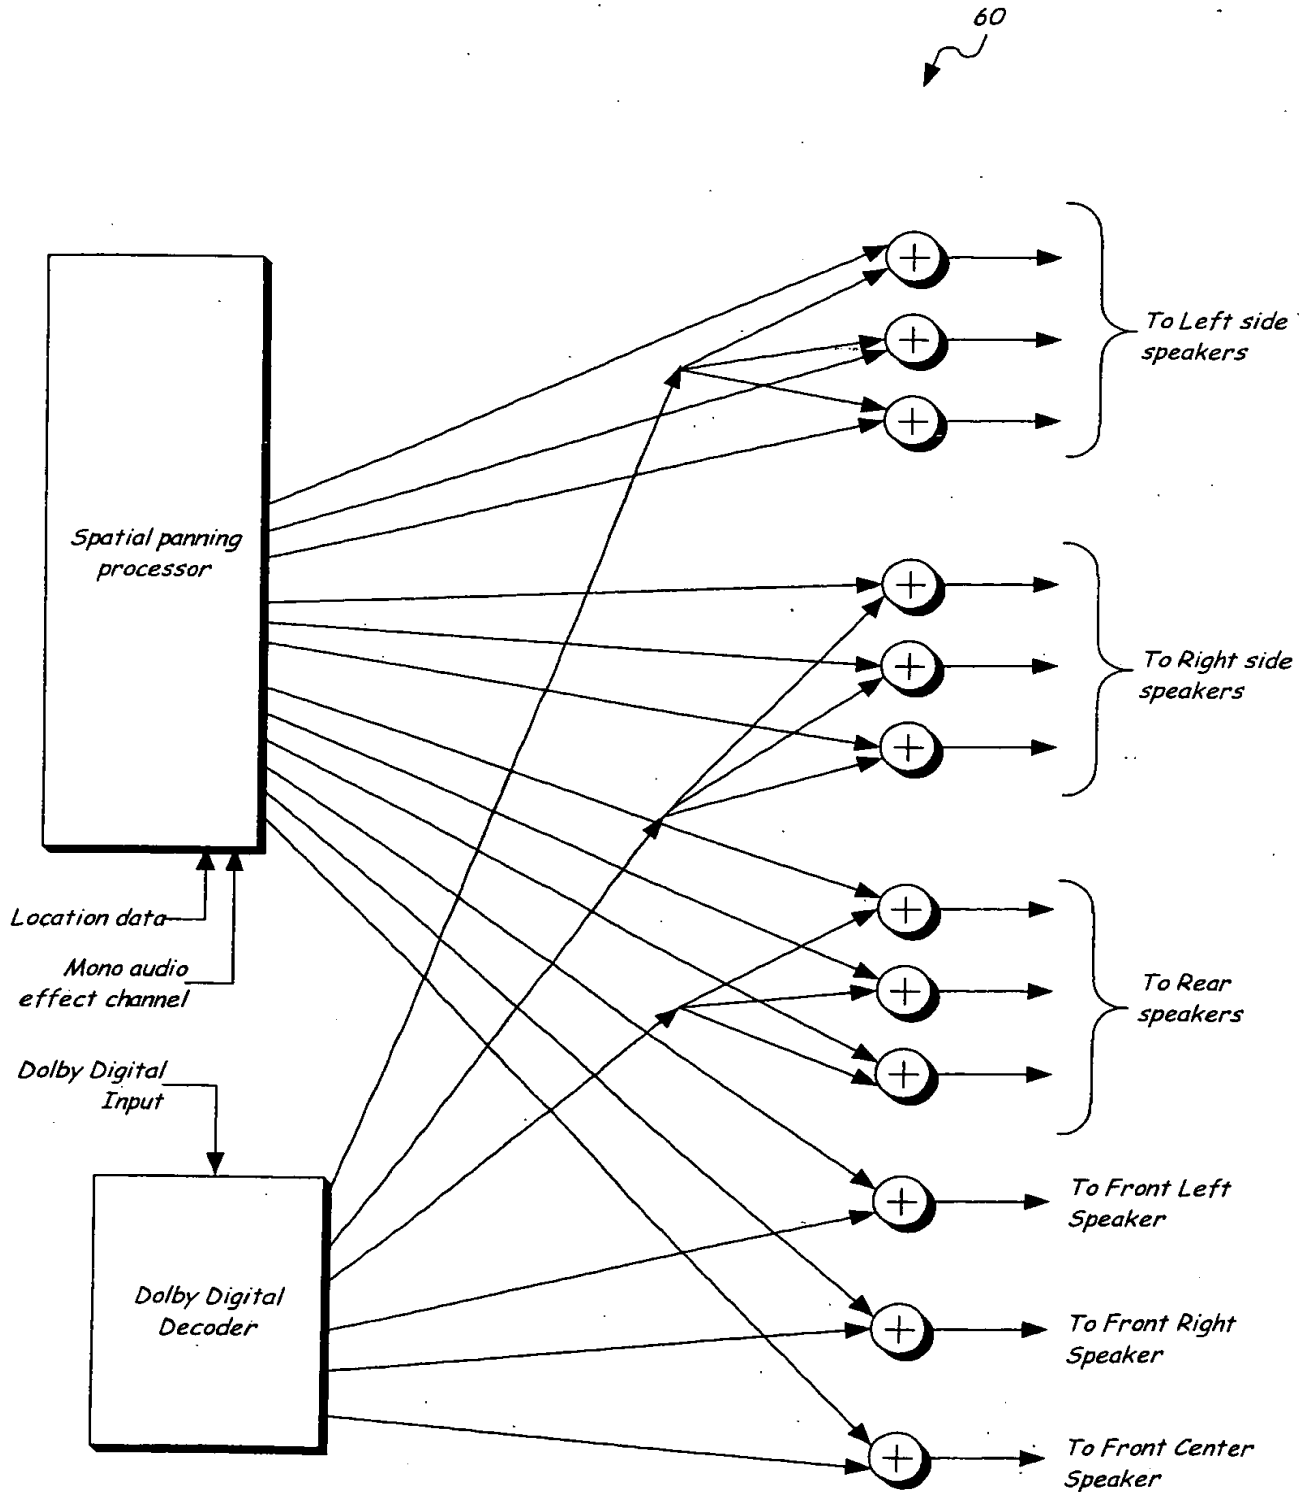 60
To Left side
speakers
Spatial panning
processor
To Right side
speakers
Location data
Mono audio
effect channel
To Rear
speakers
Dolby Digital
Input
To Front Left
Speaker
Dolby Digital
Decoder
To Front Right
Speaker
To Front Center
Speaker